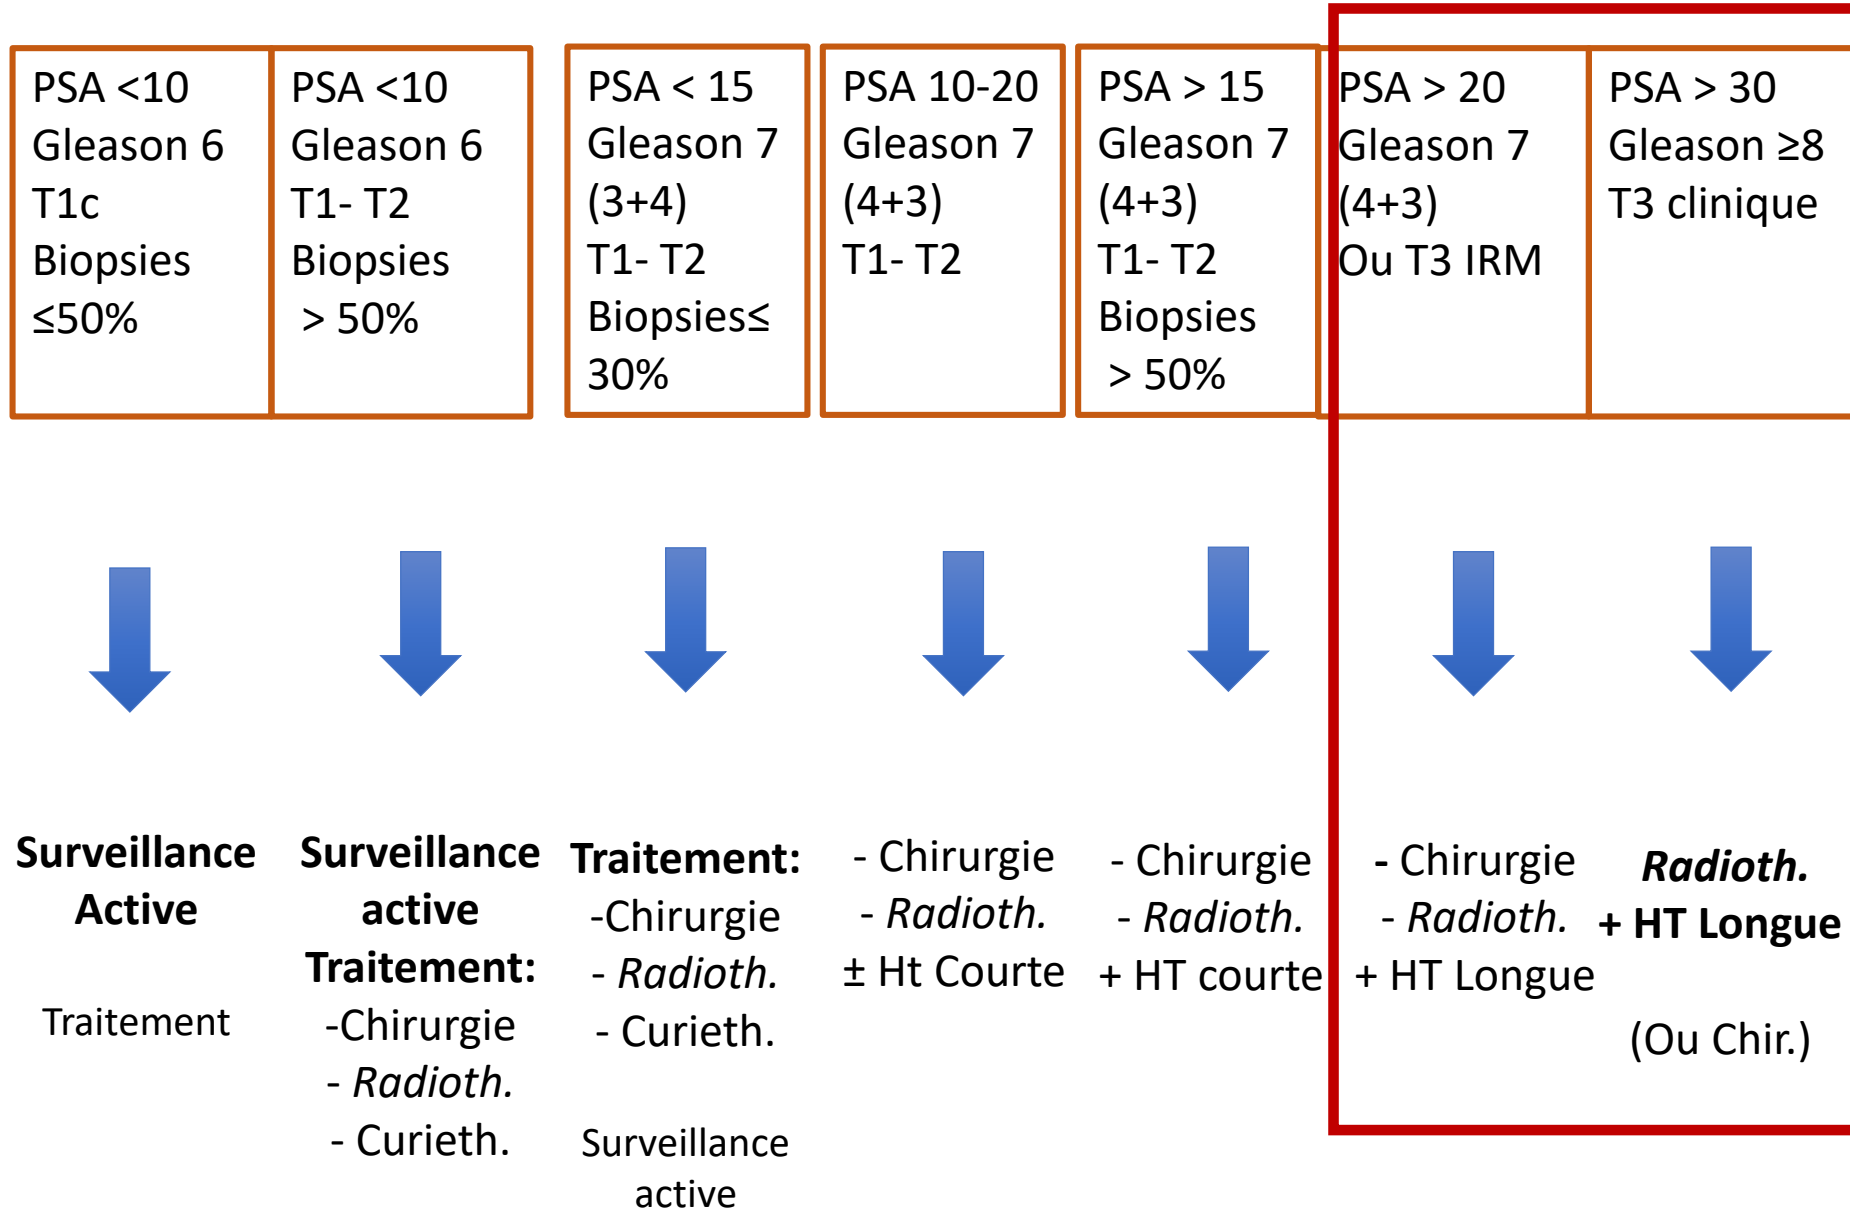 PSA <10
Gleason 6
T1c
Biopsies
≤50%
PSA <10
Gleason 6
T1- T2
Biopsies
> 50%
PSA < 15
Gleason 7
(3+4)
T1- T2
Biopsies≤
30%
PSA 10-20
Gleason 7
(4+3)
T1- T2
PSA > 15
Gleason 7
(4+3)
T1- T2
Biopsies
> 50%
PSA > 20
Gleason 7
(4+3)
Ou T3 IRM
PSA > 30
Gleason ≥8
T3 clinique
Surveillance
Active
Traitement
Surveillance
active
Traitement:
-Chirurgie
- Radioth.
- Curieth.
Traitement:
-Chirurgie
- Radioth.
- Curieth.
Surveillance
active
- Chirurgie
- Radioth.
± Ht Courte
- Chirurgie
- Radioth.
+ HT courte
- Chirurgie
- Radioth.
+ HT Longue
Radioth.
+ HT Longue
(Ou Chir.)